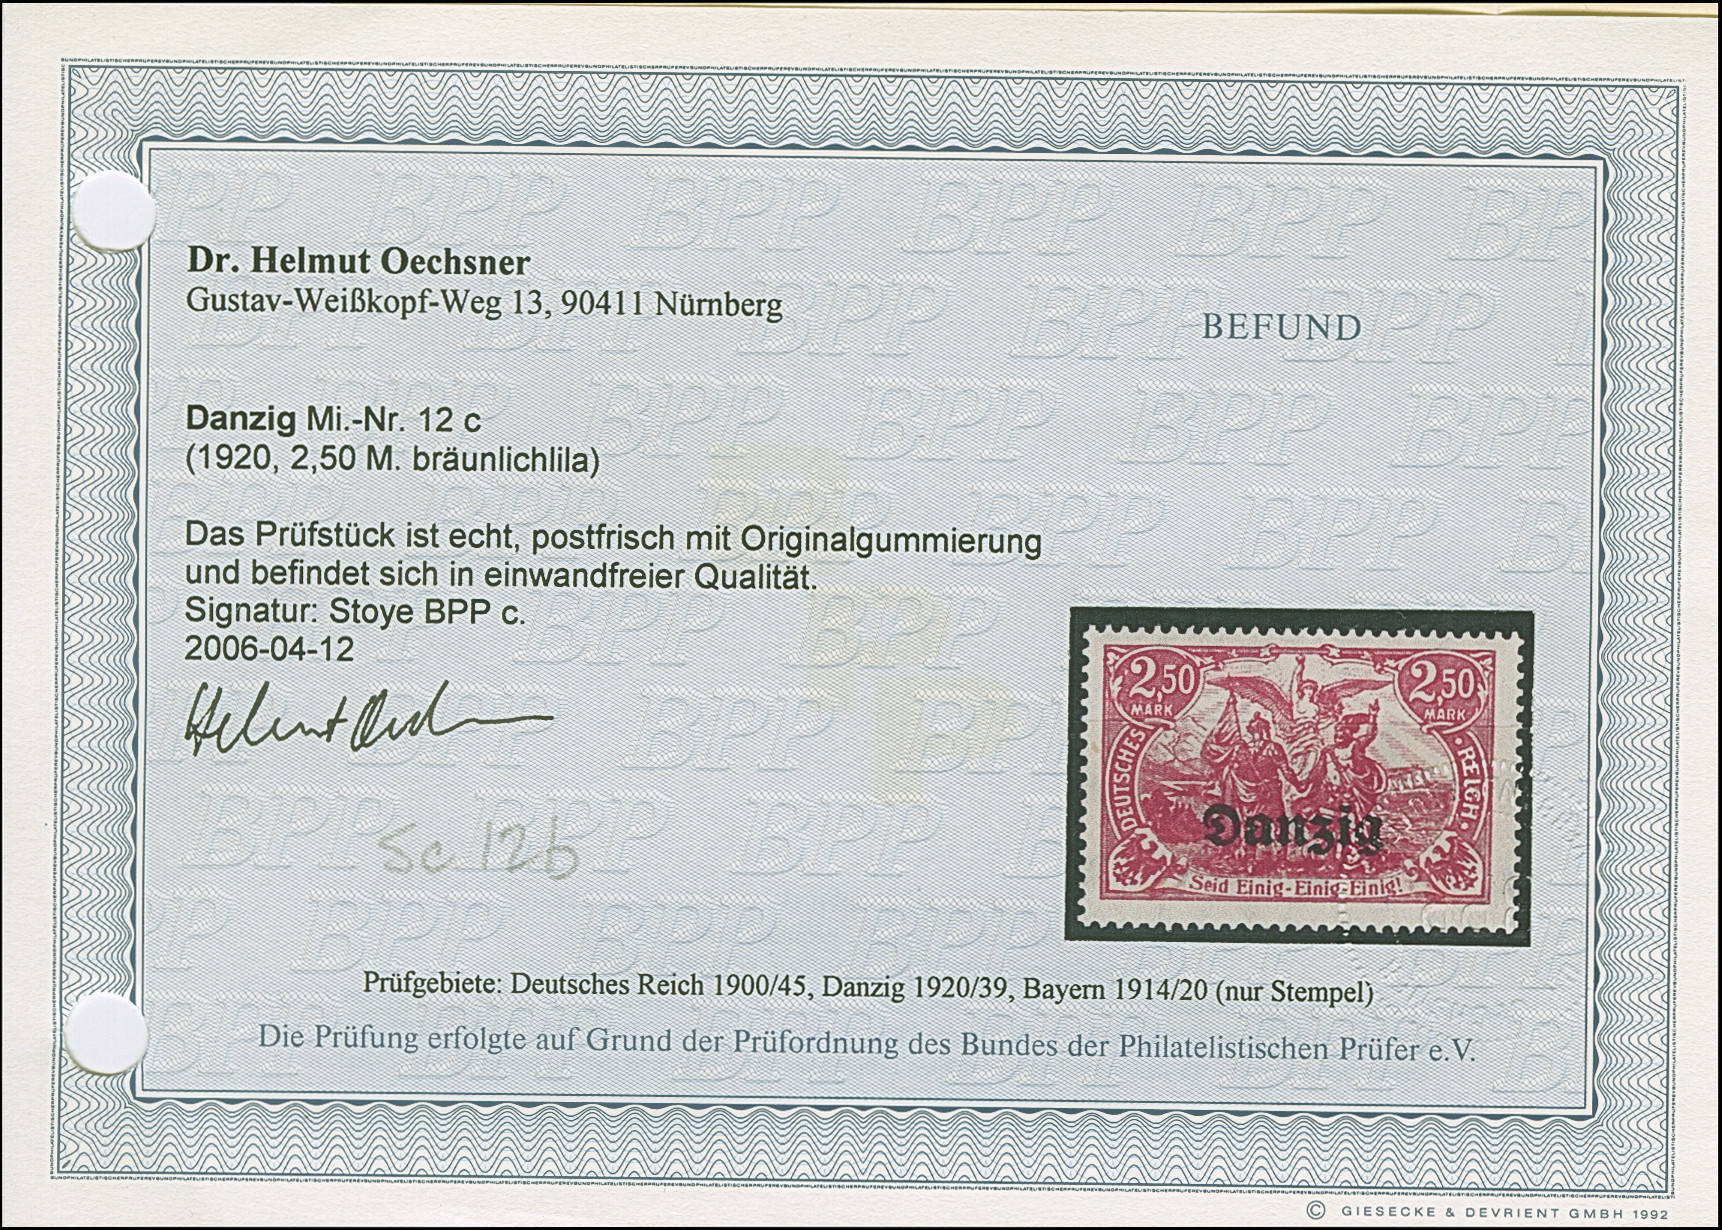 Dr. Helmut Oechsner
Gustav-Weißkopf-Weg 13, 90411 Nürnberg
BEFUND
Danzig Mi.-Nr. 12 c
(1920, 2,50 M. bräunlichlila)
Das Prüfstück ist echt, postfrisch mit Originalgummierung
und befindet sich in einwandfreier Qualität.
Signatur: Stoye BPP c.
2006-04-12
Helmut Oechsner
Sc 12b
2,50 MARK
2,50 MARK
DEUTSCHES REICH
Danzig
Seid Einig-Einig-Einig!
Prüfgebiete: Deutsches Reich 1900/45, Danzig 1920/39, Bayern 1914/20 (nur Stempel)
Die Prüfung erfolgte auf Grund der Prüfordnung des Bundes der Philatelistischen Prüfer e.V.
© GIESECKE & DEVRIENT GMBH 1992